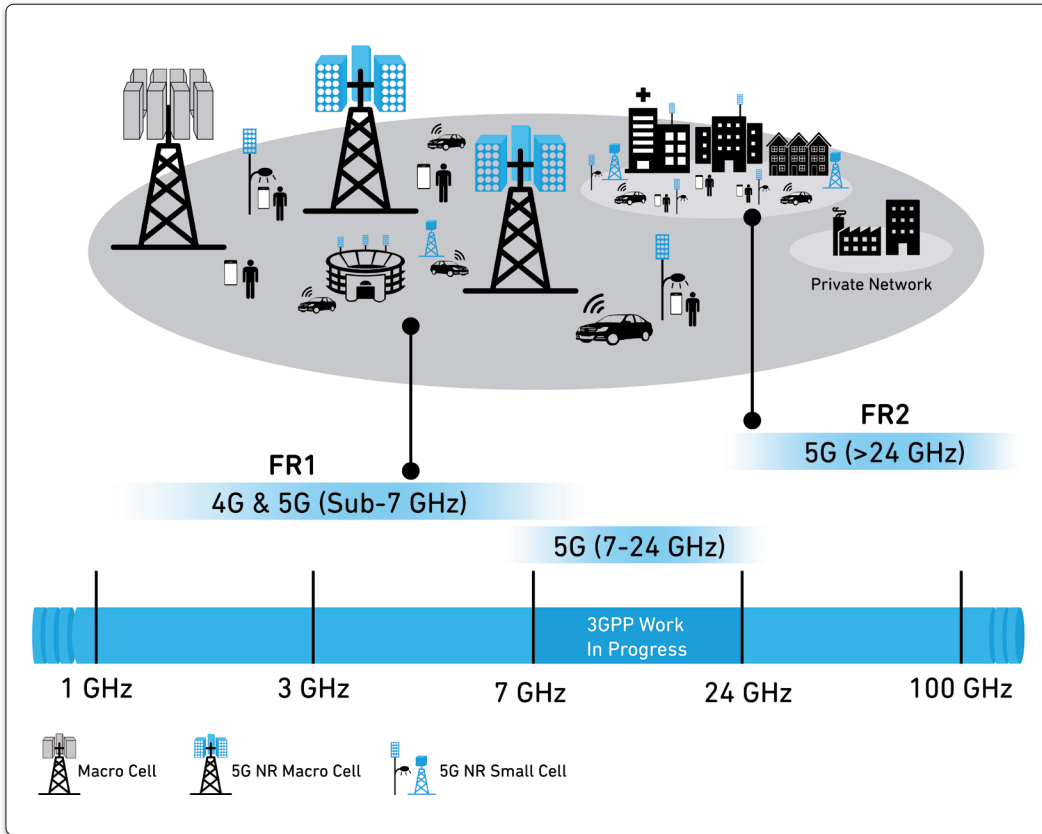 Private Network
FR2
5G (>24 GHz)
FR1
4G & 5G (Sub-7 GHz)
5G (7-24 GHz)
3GPP Work
In Progress
1 GHz
3 GHz
7 GHz
24 GHz
100 GHz
Macro Cell
5G NR Macro Cell
5G NR Small Cell